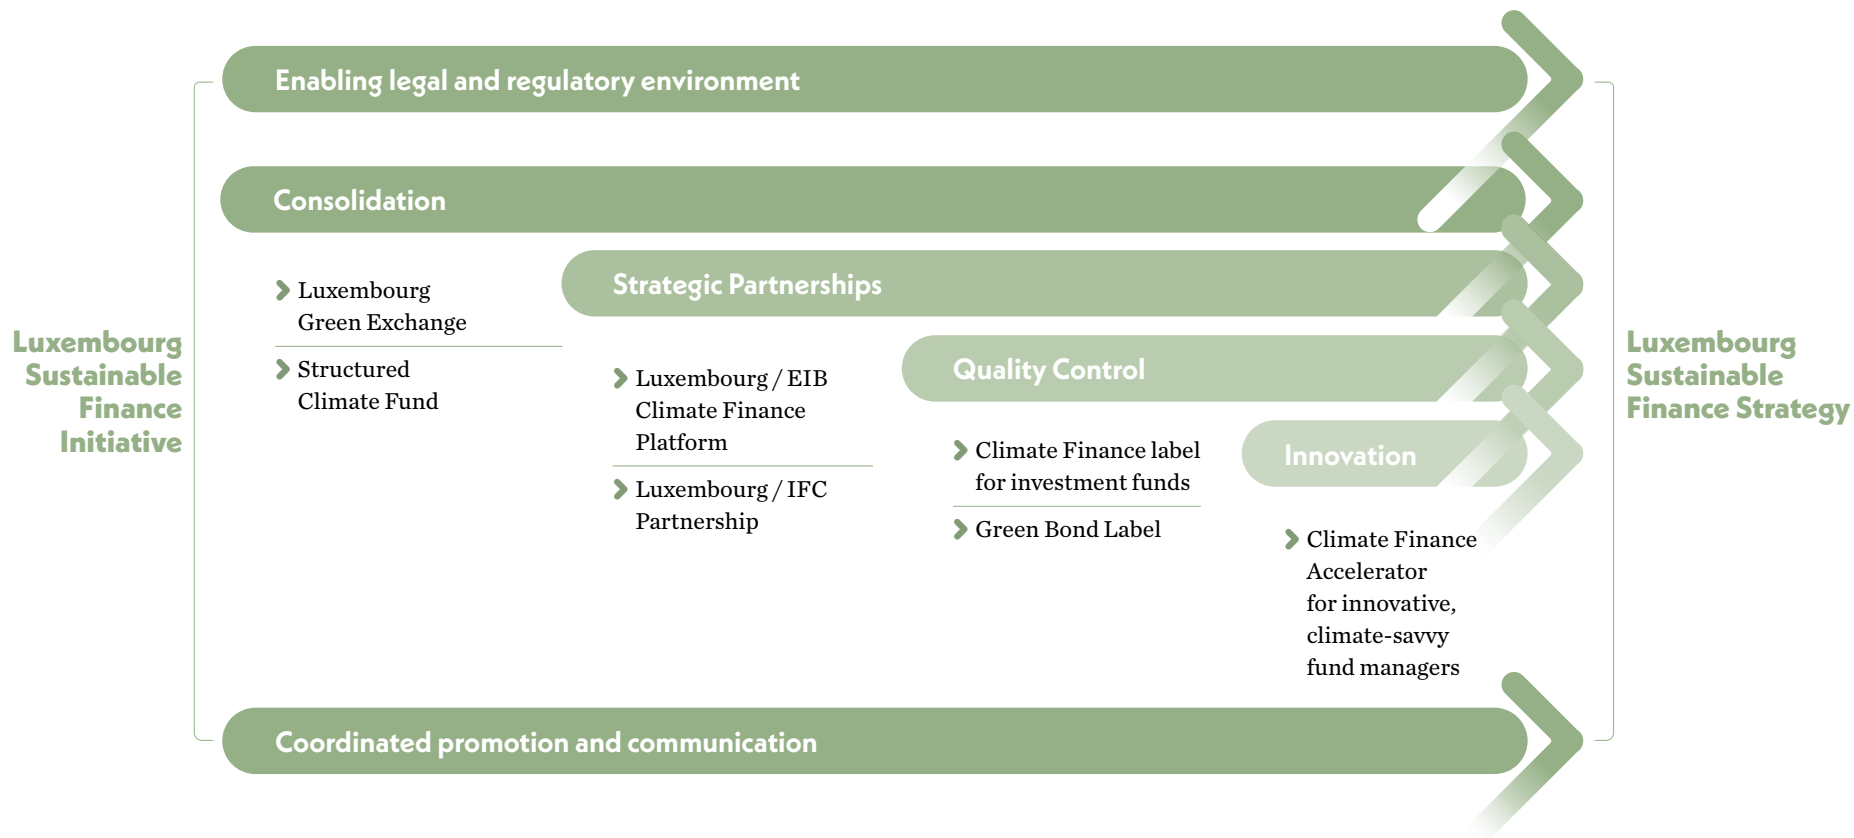 Enabling legal and regulatory environment
Consolidation
Luxembourg
Green Exchange
Structured
Climate Fund
Strategic Partnerships
Luxembourg / EIB
Climate Finance
Platform
Luxembourg / IFC
Partnership
Quality Control
Climate Finance label
for investment funds
Green Bond Label
Innovation
Climate Finance
Accelerator
for innovative,
climate-savvy
fund managers
Coordinated promotion and communication
Luxembourg
Sustainable
Finance
Initiative
Luxembourg
Sustainable
Finance Strategy